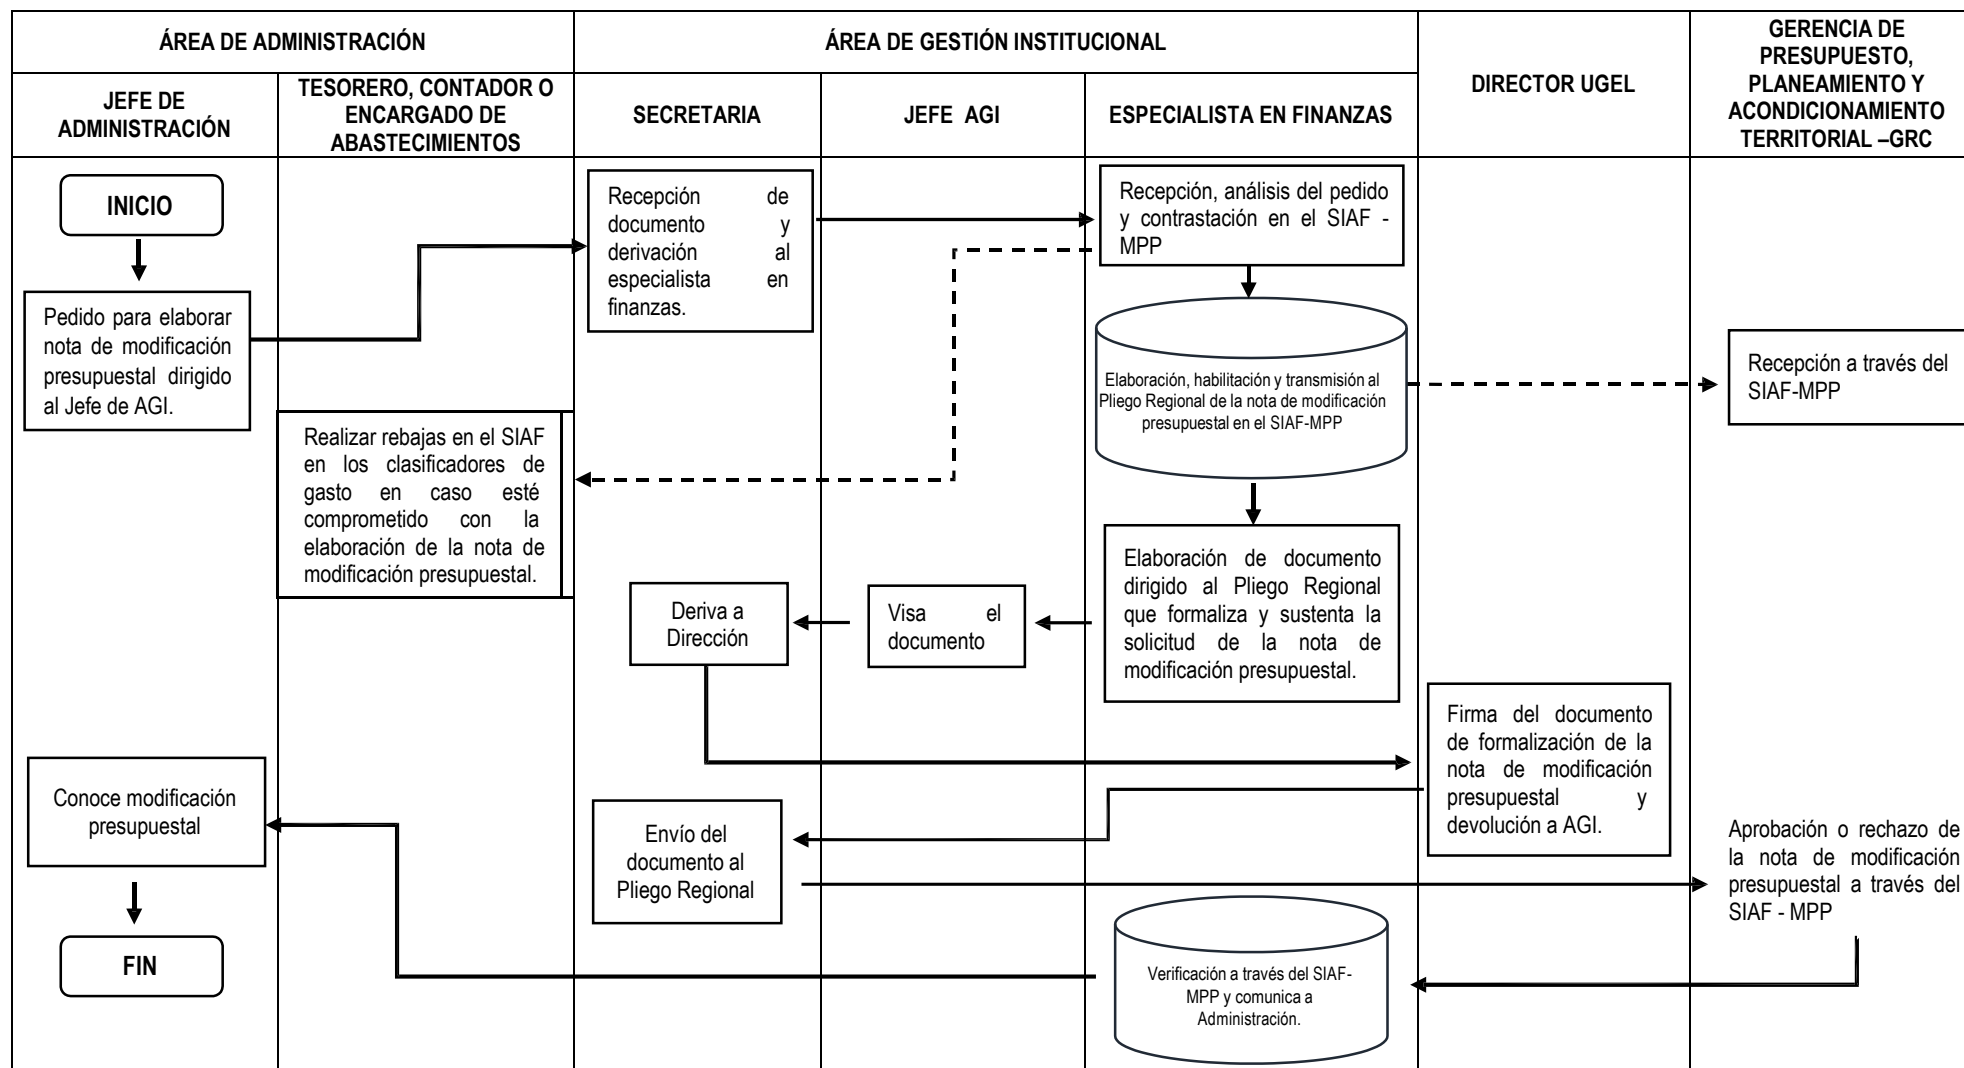 ÁREA DE ADMINISTRACIÓN
ÁREA DE GESTIÓN INSTITUCIONAL
DIRECTOR UGEL
GERENCIA DE
PRESUPUESTO,
PLANEAMIENTO Y
ACONDICIONAMIENTO
TERRITORIAL –GRC
JEFE DE
ADMINISTRACIÓN
TESORERO, CONTADOR O
ENCARGADO DE
ABASTECIMIENTOS
SECRETARIA
JEFE AGI
ESPECIALISTA EN FINANZAS
INICIO
Pedido para elaborar
nota de modificación
presupuestal dirigido
al Jefe de AGI.
Recepción de
documento y
derivación al
especialista en
finanzas.
Recepción, análisis del pedido
y contrastación en el SIAF -
MPP
Elaboración, habilitación y transmisión al
Pliego Regional de la nota de modificación
presupuestal en el SIAF-MPP
Recepción a través del
SIAF-MPP
Realizar rebajas en el SIAF
en los clasificadores de
gasto en caso esté
comprometido con la
elaboración de la nota de
modificación presupuestal.
Elaboración de documento
dirigido al Pliego Regional
que formaliza y sustenta la
solicitud de la nota de
modificación presupuestal.
Visa el
documento
Deriva a
Dirección
Firma del documento
de formalización de la
nota de modificación
presupuestal y
devolución a AGI.
Envío del
documento al
Pliego Regional
Aprobación o rechazo de
la nota de modificación
presupuestal a través del
SIAF - MPP
Verificación a través del SIAF-
MPP y comunica a
Administración.
Conoce modificación
presupuestal
FIN